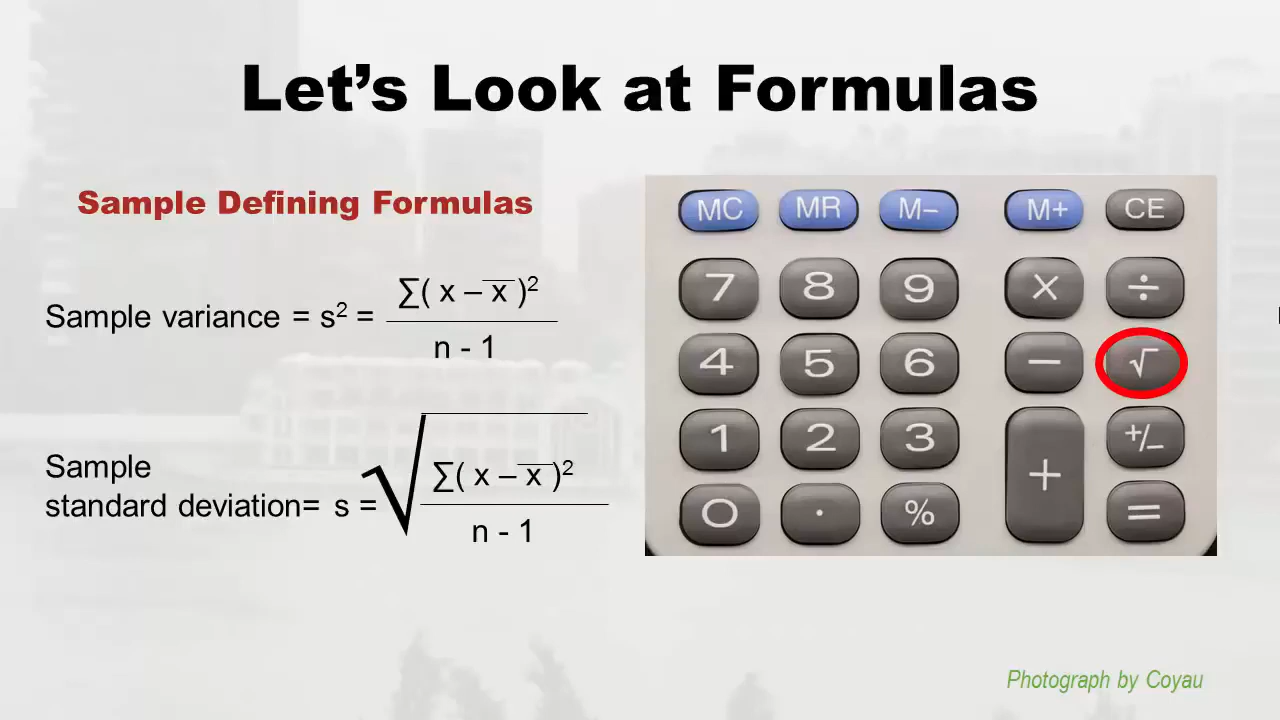 Let's Look at Formulas
Sample Defining Formulas
Sample variance = s² = ∑( x – x̅ )² / n - 1
Sample
standard deviation= s = √ ∑( x – x̅ )² / n - 1
MC MR M– M+ CE
7 8 9 × ÷
4 5 6 – √
1 2 3 + +/–
0 · % =
Photograph by Coyau